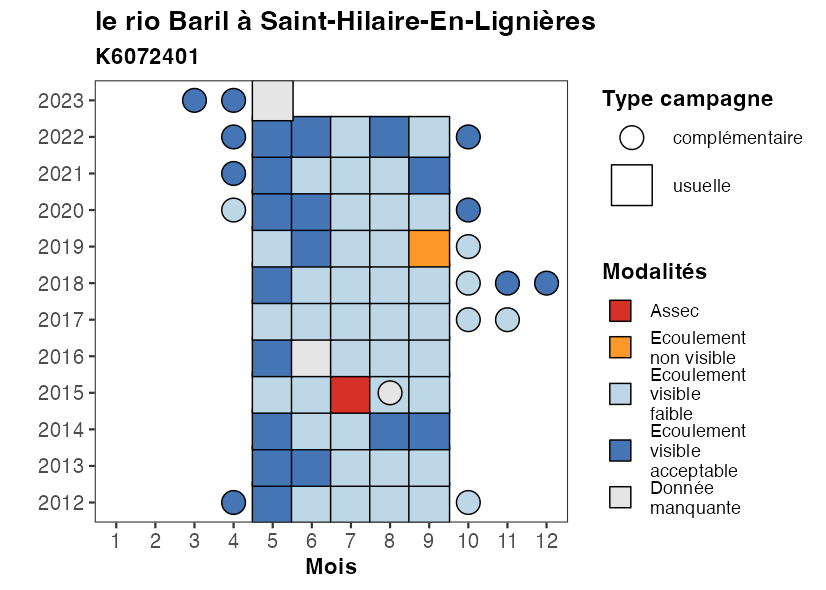 le rio Baril à Saint-Hilaire-En-Lignières
K6072401
2023
2022
2021
2020
2019
2018
2017
2016
2015
2014
2013
2012
1 2 3 4 5 6 7 8 9 10 11 12
Mois
Type campagne
complémentaire
usuelle
Modalités
Assec
Ecoulement
non visible
Ecoulement
visible
faible
Ecoulement
visible
acceptable
Donnée
manquante